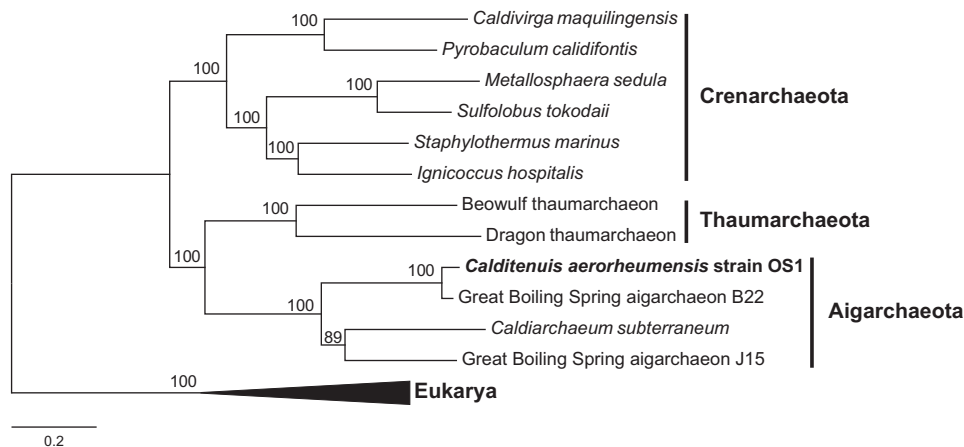 100
Caldivirga maquilingensis
Pyrobaculum calidifontis
100
100
Metallosphaera sedula
Sulfolobus tokodaii
Crenarchaeota
100
100
Staphylothermus marinus
Ignicoccus hospitalis
100
Beowulf thaumarchaeon
Dragon thaumarchaeon
Thaumarchaeota
100
100
Calditenuis aerorheumensis strain OS1
Great Boiling Spring aigarchaeon B22
Aigarchaeota
100
89
Caldiarchaeum subterraneum
Great Boiling Spring aigarchaeon J15
100
Eukarya
0.2